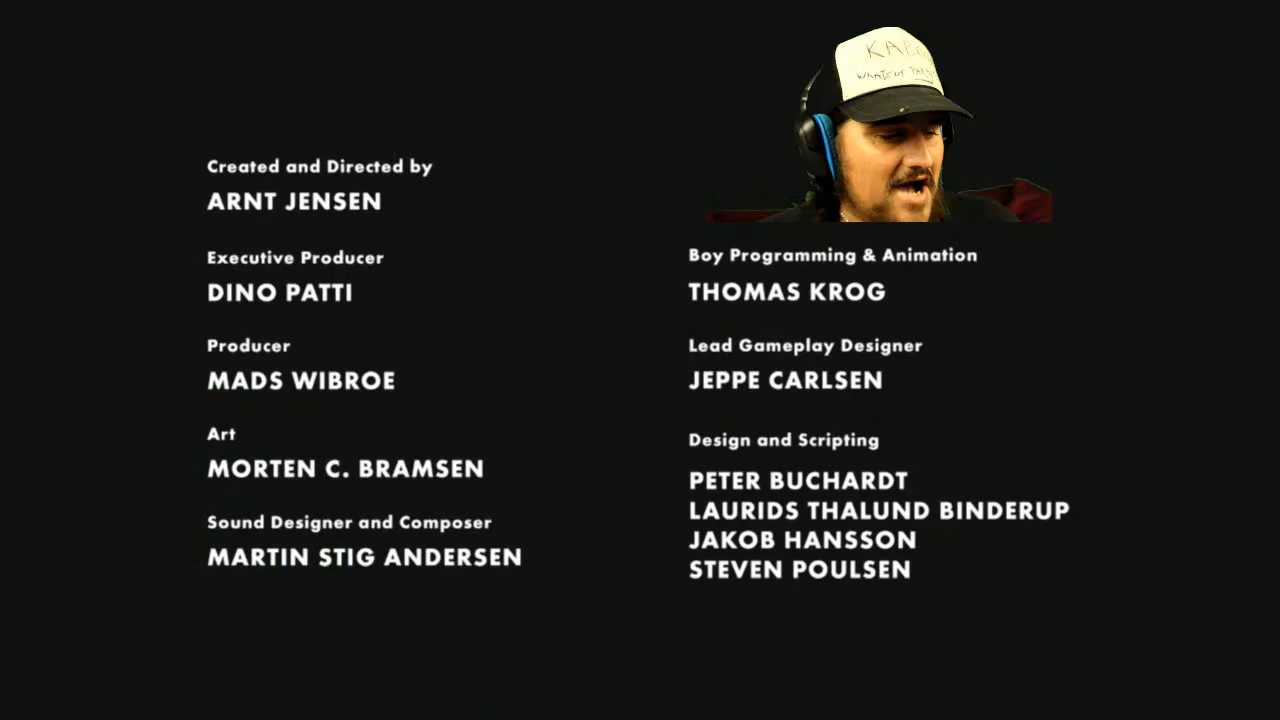 Created and Directed by
ARNT JENSEN
Executive Producer
DINO PATTI
Producer
MADS WIBROE
Art
MORTEN C. BRAMSEN
Sound Designer and Composer
MARTIN STIG ANDERSEN
Boy Programming & Animation
THOMAS KROG
Lead Gameplay Designer
JEPPE CARLSEN
Design and Scripting
PETER BUCHARDT
LAURIDS THALUND BINDERUP
JAKOB HANSSON
STEVEN POULSEN